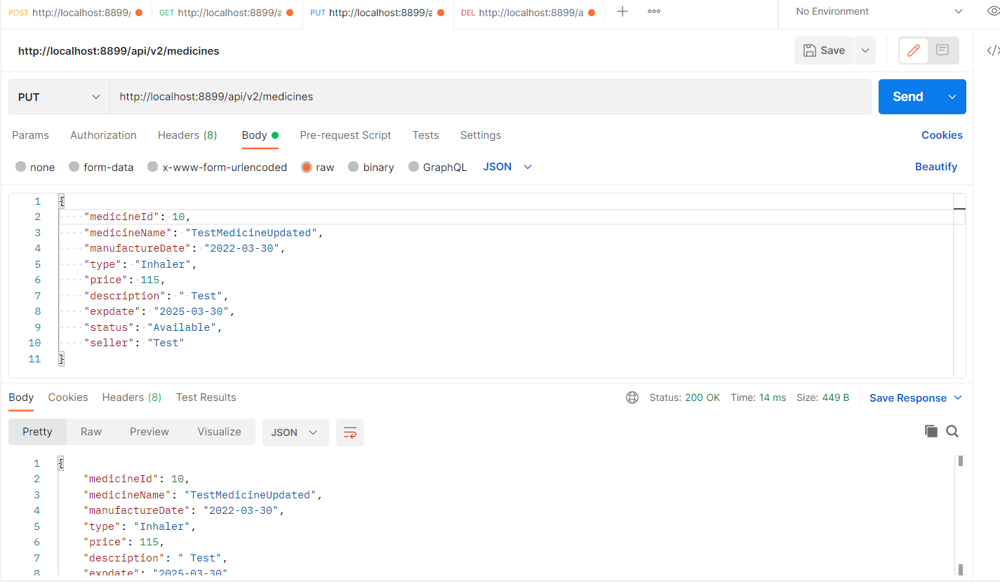 POST http://localhost:8899/ GET http://localhost:8899/a PUT http://localhost:8899/a DEL http://localhost:8899/a No Environment
http://localhost:8899/api/v2/medicines Save
PUT http://localhost:8899/api/v2/medicines Send
Params Authorization Headers (8) Body Pre-request Script Tests Settings Cookies
none form-data x-www-form-urlencoded raw binary GraphQL JSON Beautify
1 {
2 "medicineId": 10,
3 "medicineName": "TestMedicineUpdated",
4 "manufactureDate": "2022-03-30",
5 "type": "Inhaler",
6 "price": 115,
7 "description": " Test",
8 "expdate": "2025-03-30",
9 "status": "Available",
10 "seller": "Test"
11 }
Body Cookies Headers (8) Test Results Status: 200 OK Time: 14 ms Size: 449 B Save Response
Pretty Raw Preview Visualize JSON
1 {
2 "medicineId": 10,
3 "medicineName": "TestMedicineUpdated",
4 "manufactureDate": "2022-03-30",
5 "type": "Inhaler",
6 "price": 115,
7 "description": " Test",
8 "expdate": "2025-03-30"